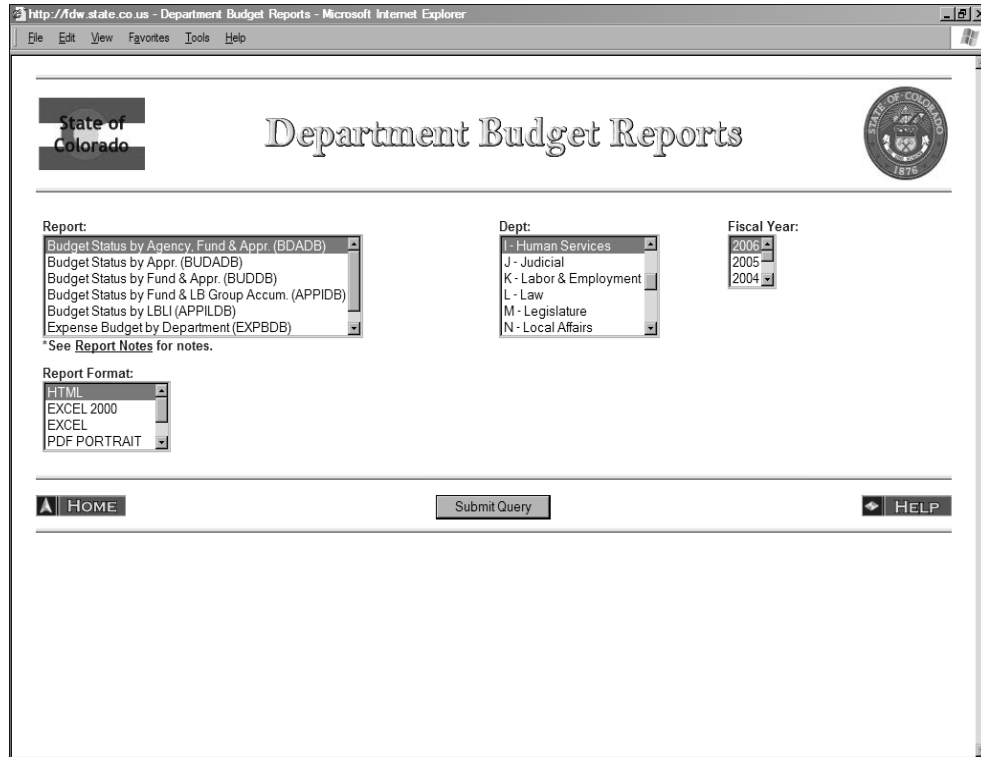 http://fdw.state.co.us - Department Budget Reports - Microsoft Internet Explorer
File Edit View Favorites Tools Help
State of
Colorado
Department Budget Reports
STATE OF COLORADO
1876
Report:
Budget Status by Agency, Fund & Appr. (BDADB)
Budget Status by Appr. (BUDADB)
Budget Status by Fund & Appr. (BUDDB)
Budget Status by Fund & LB Group Accum. (APPIDB)
Budget Status by LBLI (APPILDB)
Expense Budget by Department (EXPBDB)
*See Report Notes for notes.
Dept:
I - Human Services
J - Judicial
K - Labor & Employment
L - Law
M - Legislature
N - Local Affairs
Fiscal Year:
2006
2005
2004
Report Format:
HTML
EXCEL 2000
EXCEL
PDF PORTRAIT
HOME
Submit Query
HELP